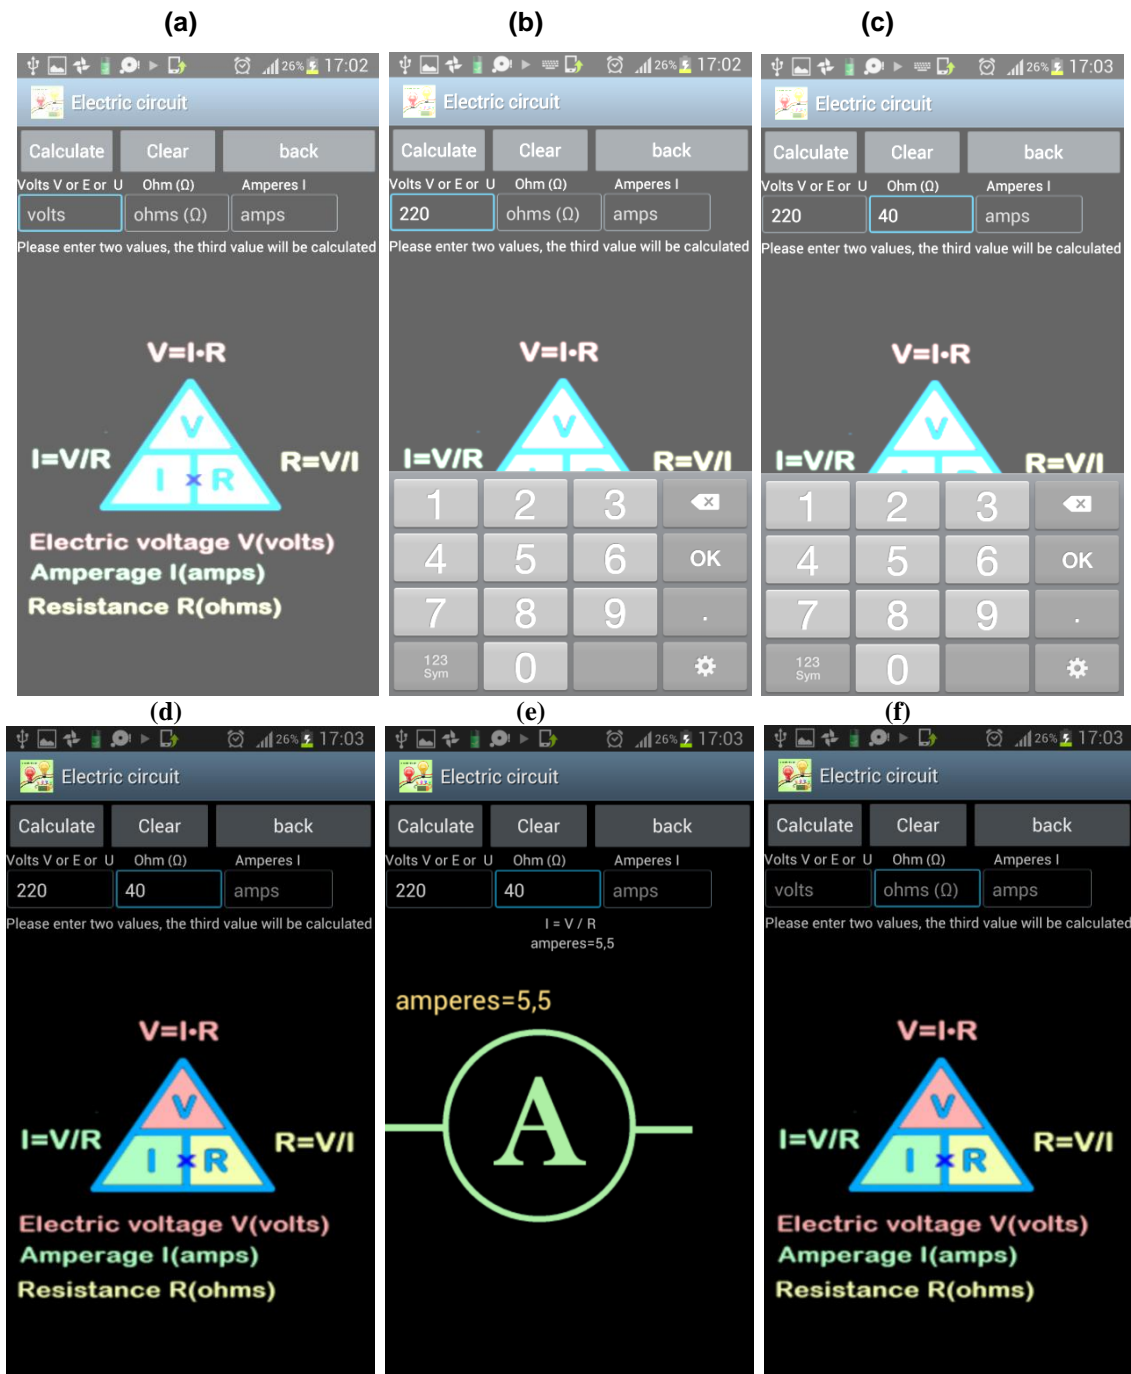 (a)
26% 17:02
Electric circuit
Calculate Clear back
Volts V or E or U Ohm (Ω) Amperes I
volts ohms (Ω) amps
Please enter two values, the third value will be calculated
V=I•R
V
I=V/R I × R R=V/I
Electric voltage V(volts)
Amperage I(amps)
Resistance R(ohms)
(b)
26% 17:02
Electric circuit
Calculate Clear back
Volts V or E or U Ohm (Ω) Amperes I
220 ohms (Ω) amps
Please enter two values, the third value will be calculated
V=I•R
V
I=V/R R=V/I
1 2 3
4 5 6 OK
7 8 9 .
123
Sym 0
(c)
26% 17:03
Electric circuit
Calculate Clear back
Volts V or E or U Ohm (Ω) Amperes I
220 40 amps
Please enter two values, the third value will be calculated
V=I•R
V
I=V/R R=V/I
1 2 3
4 5 6 OK
7 8 9 .
123
Sym 0
(d)
26% 17:03
Electric circuit
Calculate Clear back
Volts V or E or U Ohm (Ω) Amperes I
220 40 amps
Please enter two values, the third value will be calculated
V=I•R
V
I=V/R I × R R=V/I
Electric voltage V(volts)
Amperage I(amps)
Resistance R(ohms)
(e)
26% 17:03
Electric circuit
Calculate Clear back
Volts V or E or U Ohm (Ω) Amperes I
220 40 amps
I = V / R
amperes=5,5
amperes=5,5
A
(f)
26% 17:03
Electric circuit
Calculate Clear back
Volts V or E or U Ohm (Ω) Amperes I
volts ohms (Ω) amps
Please enter two values, the third value will be calculated
V=I•R
V
I=V/R I × R R=V/I
Electric voltage V(volts)
Amperage I(amps)
Resistance R(ohms)